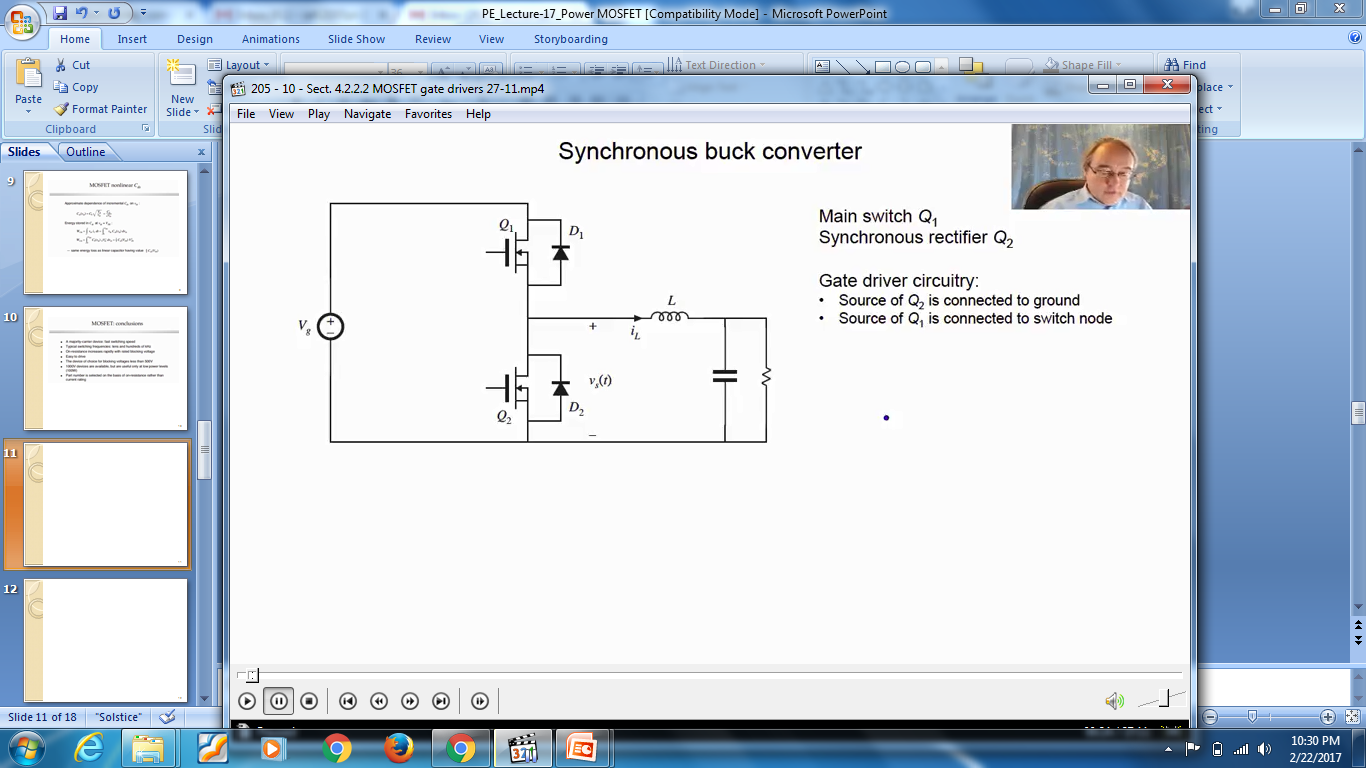 PE_Lecture-17_Power MOSFET [Compatibility Mode] - Microsoft PowerPoint
Home Insert Design Animations Slide Show Review View Storyboarding
Paste
Cut
Copy
Format Painter
Clipboard
New
Slide
Layout
Text Direction
Shape Fill
Find
Slides Outline
9
MOSFET nonlinear
10
MOSFET: conclusions
11
12
205 - 10 - Sect. 4.2.2.2 MOSFET gate drivers 27-11.mp4
File View Play Navigate Favorites Help
Synchronous buck converter
Q1
D1
Vg
+
−
+
iL
L
Q2
D2
vs(t)
−
Main switch Q1
Synchronous rectifier Q2
Gate driver circuitry:
• Source of Q2 is connected to ground
• Source of Q1 is connected to switch node
Slide 11 of 18 "Solstice"
10:30 PM
2/22/2017